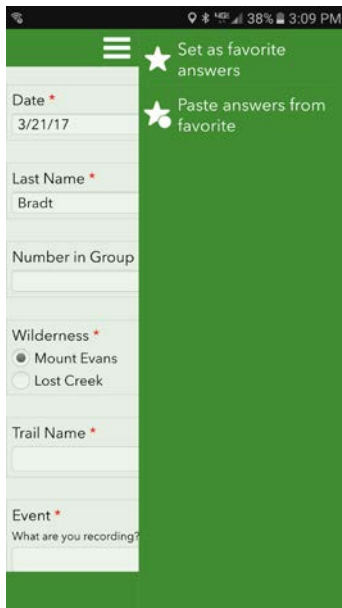 38% 3:09 PM
Set as favorite
answers
Paste answers from
favorite
Date *
3/21/17
Last Name *
Bradt
Number in Group
Wilderness *
Mount Evans
Lost Creek
Trail Name *
Event *
What are you recording?